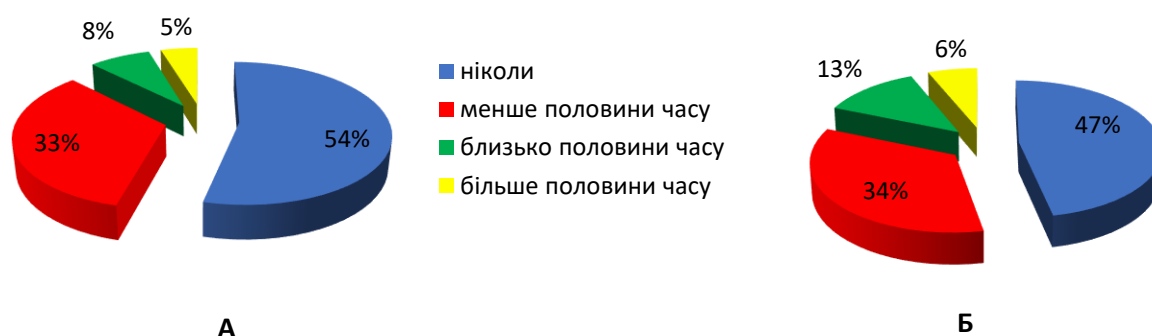 8%
5%
33%
54%
ніколи
менше половини часу
близько половини часу
більше половини часу
А
6%
13%
47%
34%
Б